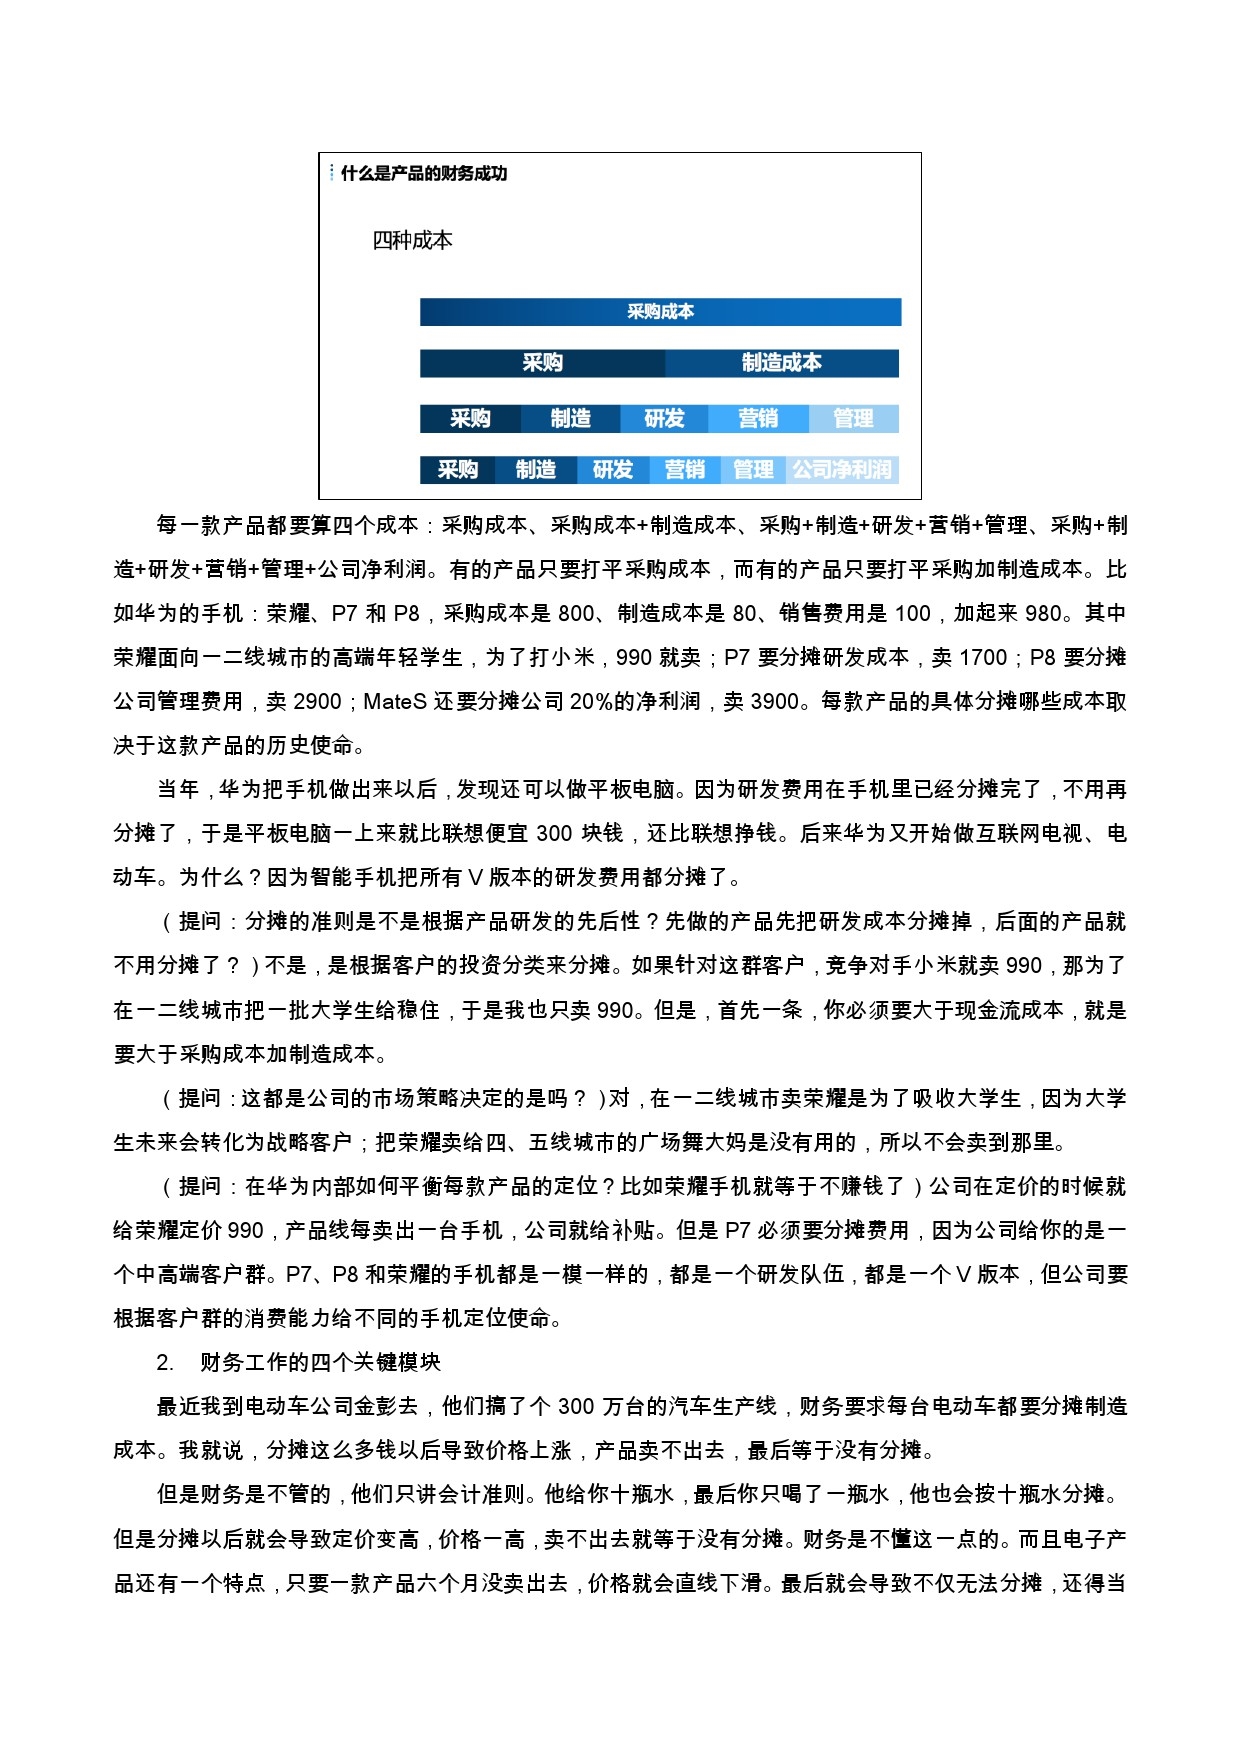 什么是产品的财务成功
四种成本
采购成本
采购 制造成本
采购 制造 研发 营销 管理
采购 制造 研发 营销 管理 公司净利润
每一款产品都要算四个成本：采购成本、采购成本+制造成本、采购+制造+研发+营销+管理、采购+制
造+研发+营销+管理+公司净利润。有的产品只要打平采购成本，而有的产品只要打平采购加制造成本。比
如华为的手机：荣耀、P7 和 P8，采购成本是 800、制造成本是 80、销售费用是 100，加起来 980。其中
荣耀面向一二线城市的高端年轻学生，为了打小米，990 就卖；P7 要分摊研发成本，卖 1700；P8 要分摊
公司管理费用，卖 2900；MateS 还要分摊公司 20%的净利润，卖 3900。每款产品的具体分摊哪些成本取
决于这款产品的历史使命。
当年，华为把手机做出来以后，发现还可以做平板电脑。因为研发费用在手机里已经分摊完了，不用再
分摊了，于是平板电脑一上来就比联想便宜 300 块钱，还比联想挣钱。后来华为又开始做互联网电视、电
动车。为什么？因为智能手机把所有 V 版本的研发费用都分摊了。
（提问：分摊的准则是不是根据产品研发的先后性？先做的产品先把研发成本分摊掉，后面的产品就
不用分摊了？）不是，是根据客户的投资分类来分摊。如果针对这群客户，竞争对手小米就卖 990，那为了
在一二线城市把一批大学生给稳住，于是我也只卖 990。但是，首先一条，你必须要大于现金流成本，就是
要大于采购成本加制造成本。
（提问：这都是公司的市场策略决定的是吗？）对，在一二线城市卖荣耀是为了吸收大学生，因为大学
生未来会转化为战略客户；把荣耀卖给四、五线城市的广场舞大妈是没有用的，所以不会卖到那里。
（提问：在华为内部如何平衡每款产品的定位？比如荣耀手机就等于不赚钱了）公司在定价的时候就
给荣耀定价 990，产品线每卖出一台手机，公司就给补贴。但是 P7 必须要分摊费用，因为公司给你的是一
个中高端客户群。P7、P8 和荣耀的手机都是一模一样的，都是一个研发队伍，都是一个 V 版本，但公司要
根据客户群的消费能力给不同的手机定位使命。
2. 财务工作的四个关键模块
最近我到电动车公司金彭去，他们搞了个 300 万台的汽车生产线，财务要求每台电动车都要分摊制造
成本。我就说，分摊这么多钱以后导致价格上涨，产品卖不出去，最后等于没有分摊。
但是财务是不管的，他们只讲会计准则。他给你十瓶水，最后你只喝了一瓶水，他也会按十瓶水分摊。
但是分摊以后就会导致定价变高，价格一高，卖不出去就等于没有分摊。财务是不懂这一点的。而且电子产
品还有一个特点，只要一款产品六个月没卖出去，价格就会直线下滑。最后就会导致不仅无法分摊，还得当